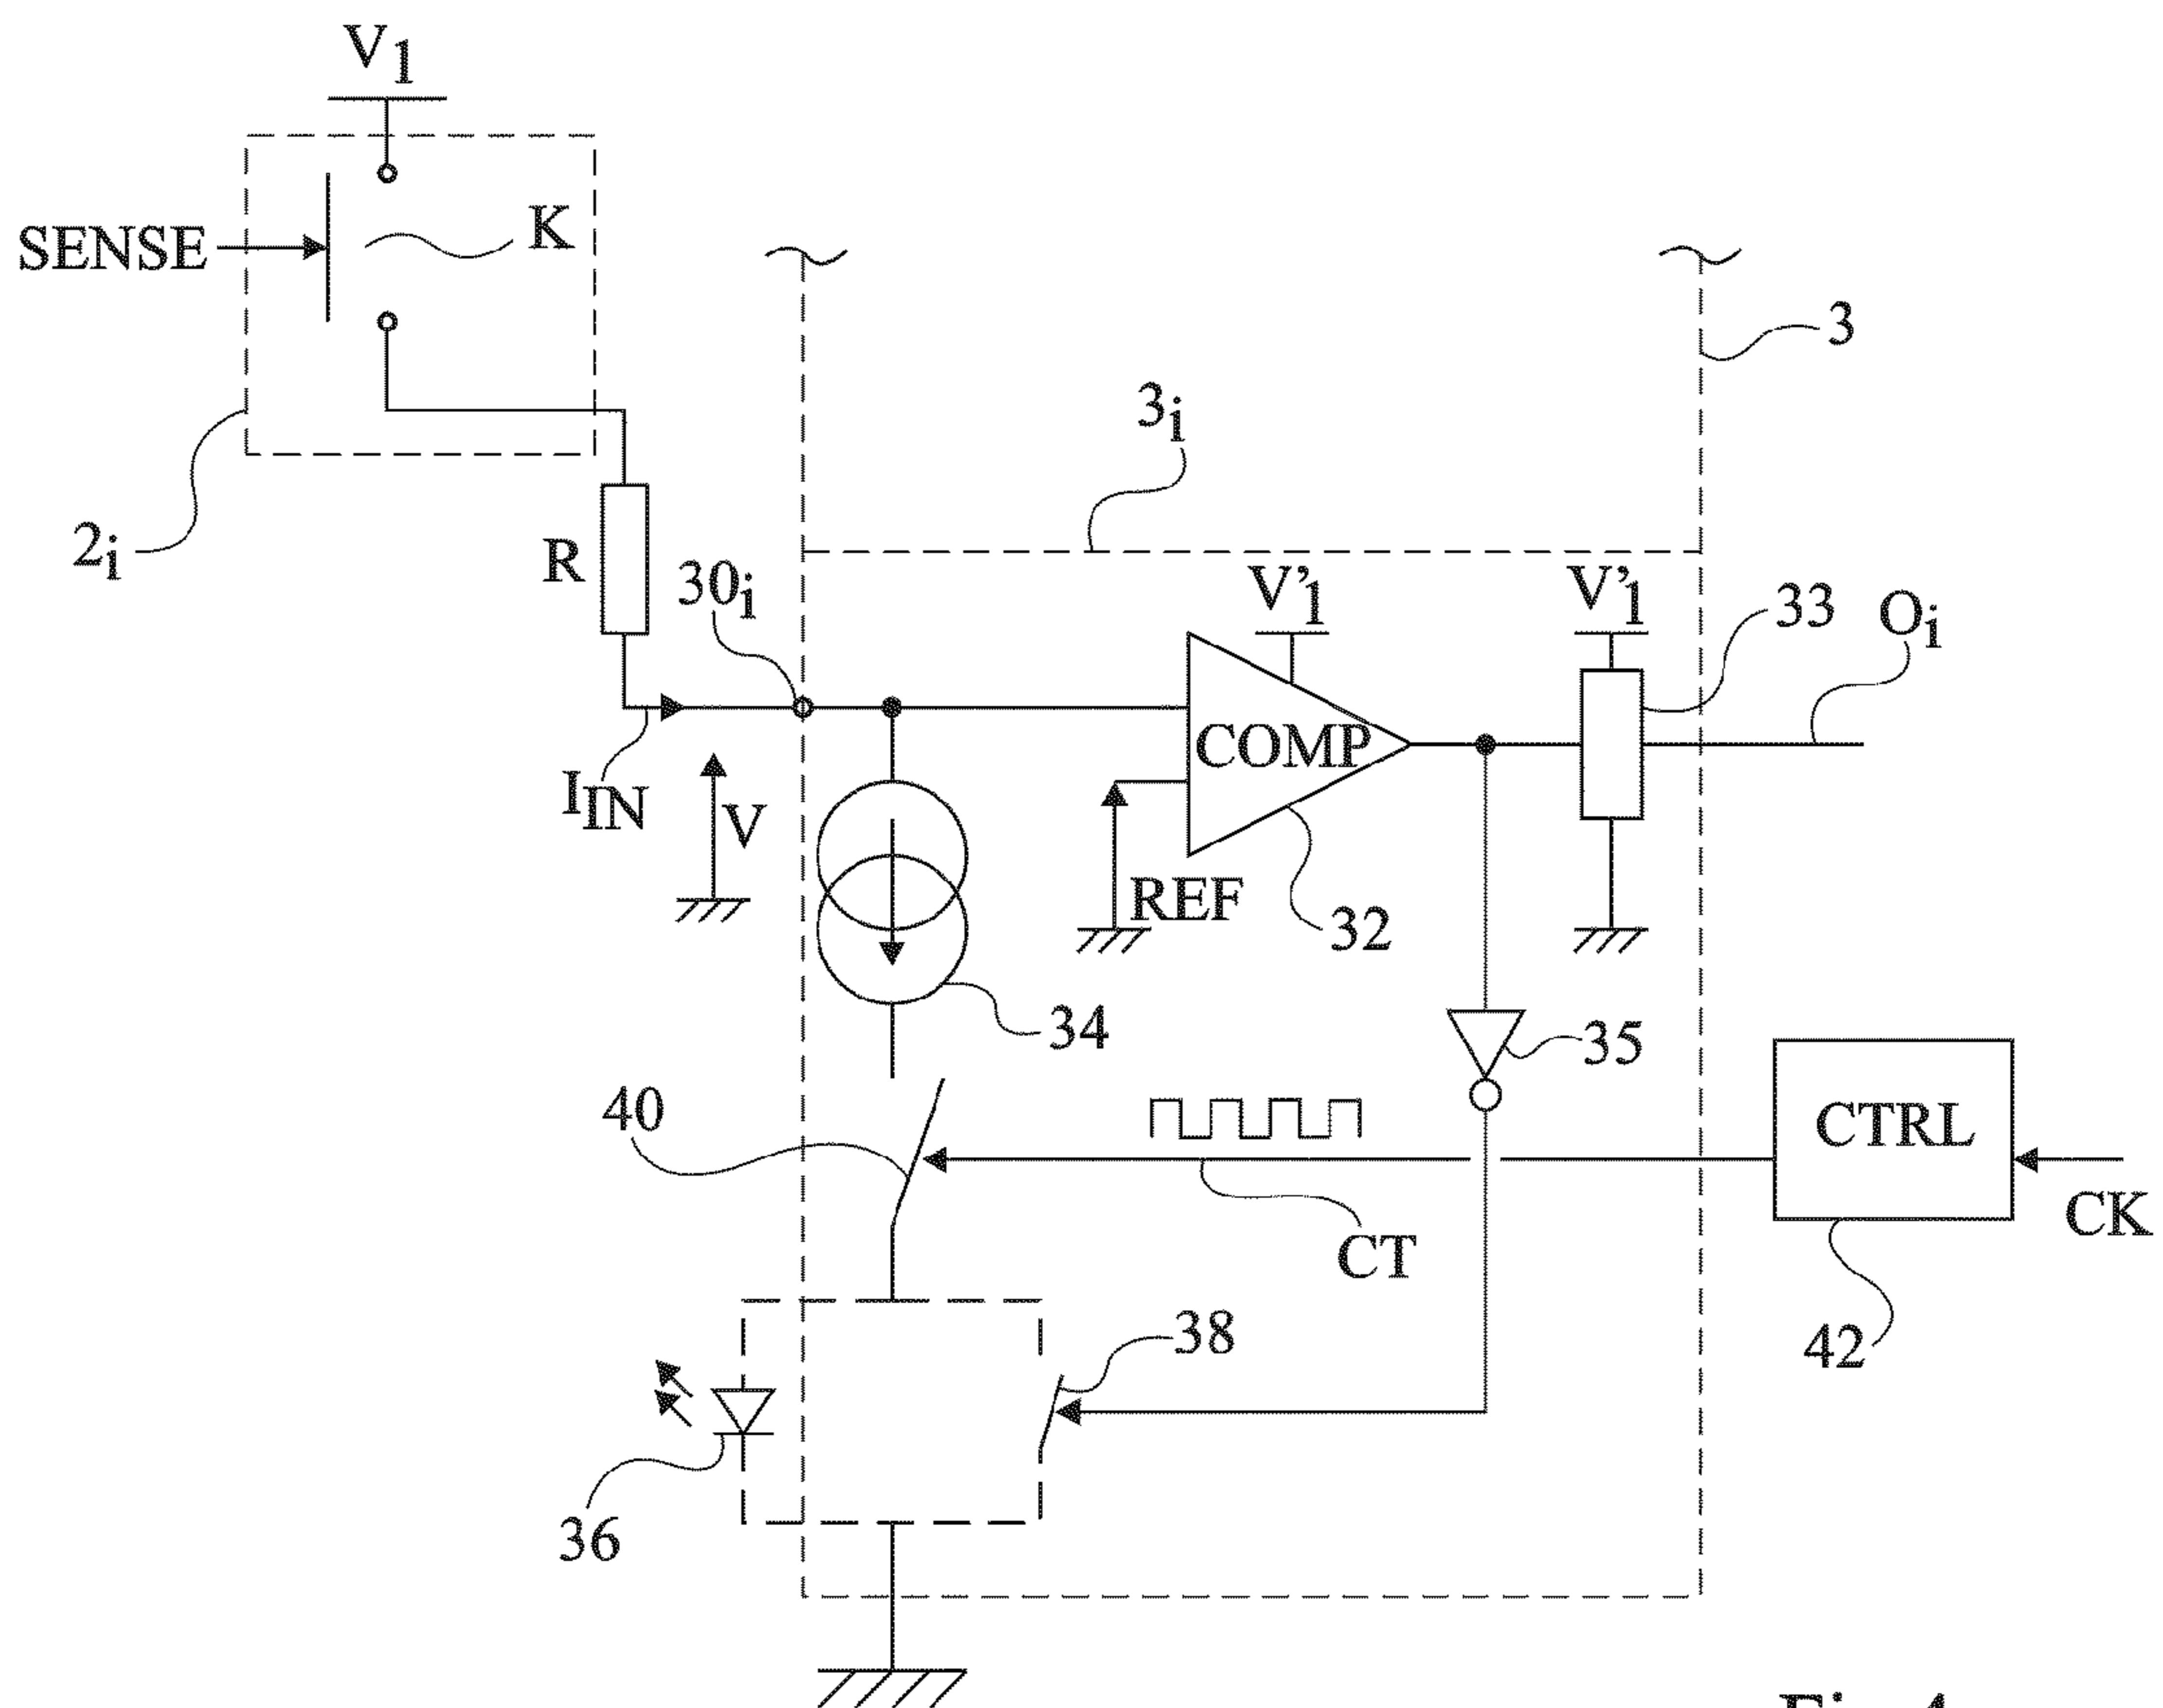 V1
SENSE
K
3
3i
2i
R
30i
V'1
V'1
33
Oi
COMP
IIN
V
REF
32
34
35
40
CTRL
CK
CT
38
42
36